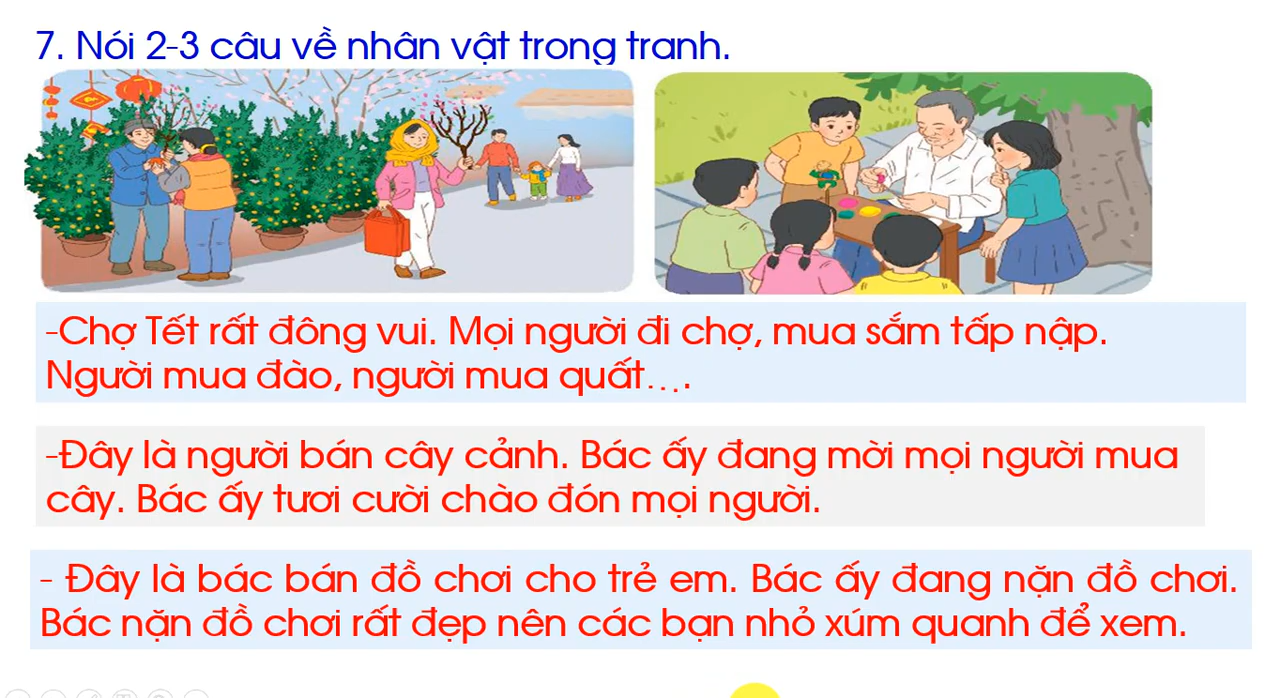 7. Nói 2-3 câu về nhân vật trong tranh.
-Chợ Tết rất đông vui. Mọi người đi chợ, mua sắm tấp nập.
Người mua đào, người mua quất….
-Đây là người bán cây cảnh. Bác ấy đang mời mọi người mua
cây. Bác ấy tươi cười chào đón mọi người.
- Đây là bác bán đồ chơi cho trẻ em. Bác ấy đang nặn đồ chơi.
Bác nặn đồ chơi rất đẹp nên các bạn nhỏ xúm quanh để xem.